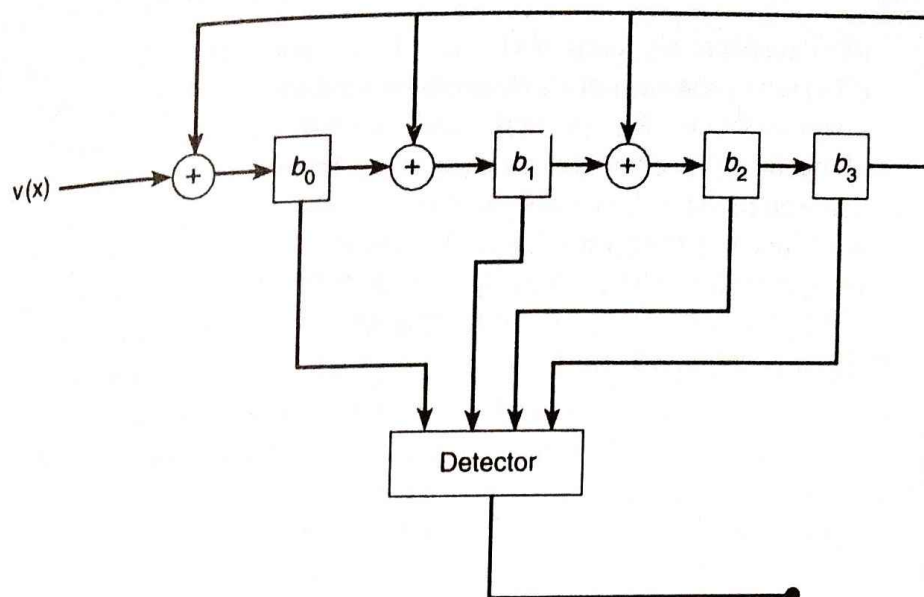 +
+
+
v(x)
b₀
b₁
b₂
b₃
Detector